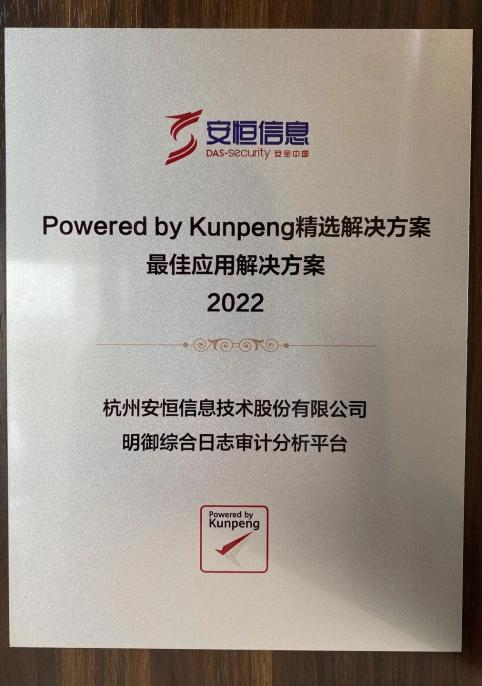 安恒信息
DAS-security 安全中国
Powered by Kunpeng精选解决方案
最佳应用解决方案
2022
杭州安恒信息技术股份有限公司
明御综合日志审计分析平台
Powered by
Kunpeng